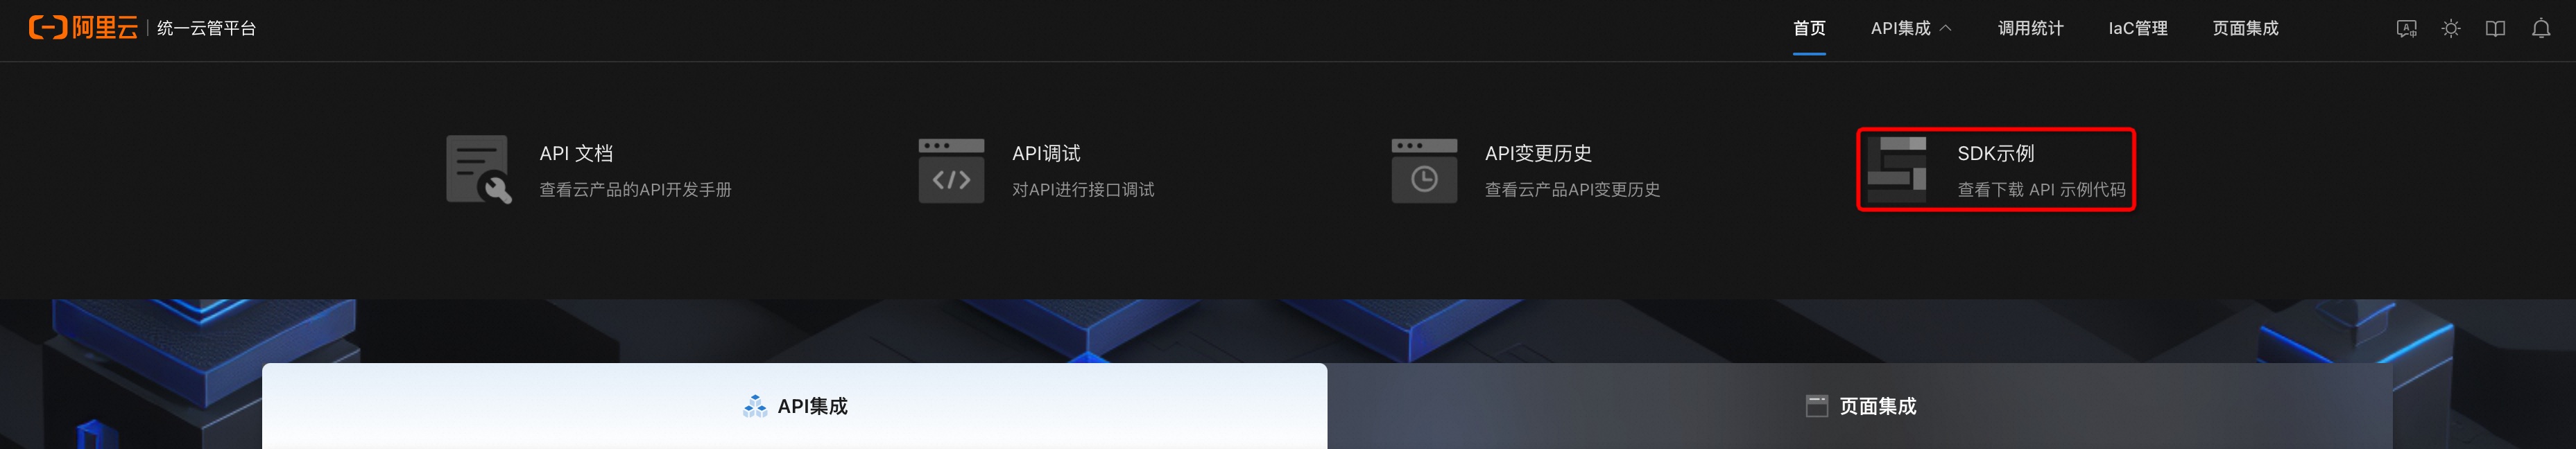 阿里云 统一云管平台 首页 API集成 调用统计 IaC管理 页面集成
API 文档
查看云产品的API开发手册
API调试
对API进行接口调试
API变更历史
查看云产品API变更历史
SDK示例
查看下载 API 示例代码
API集成
页面集成